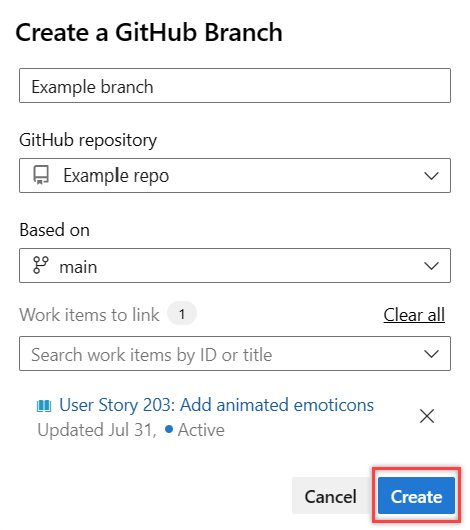 Create a GitHub Branch
Example branch
GitHub repository
Example repo
Based on
main
Work items to link 1 Clear all
Search work items by ID or title
User Story 203: Add animated emoticons
Updated Jul 31, Active
Cancel Create